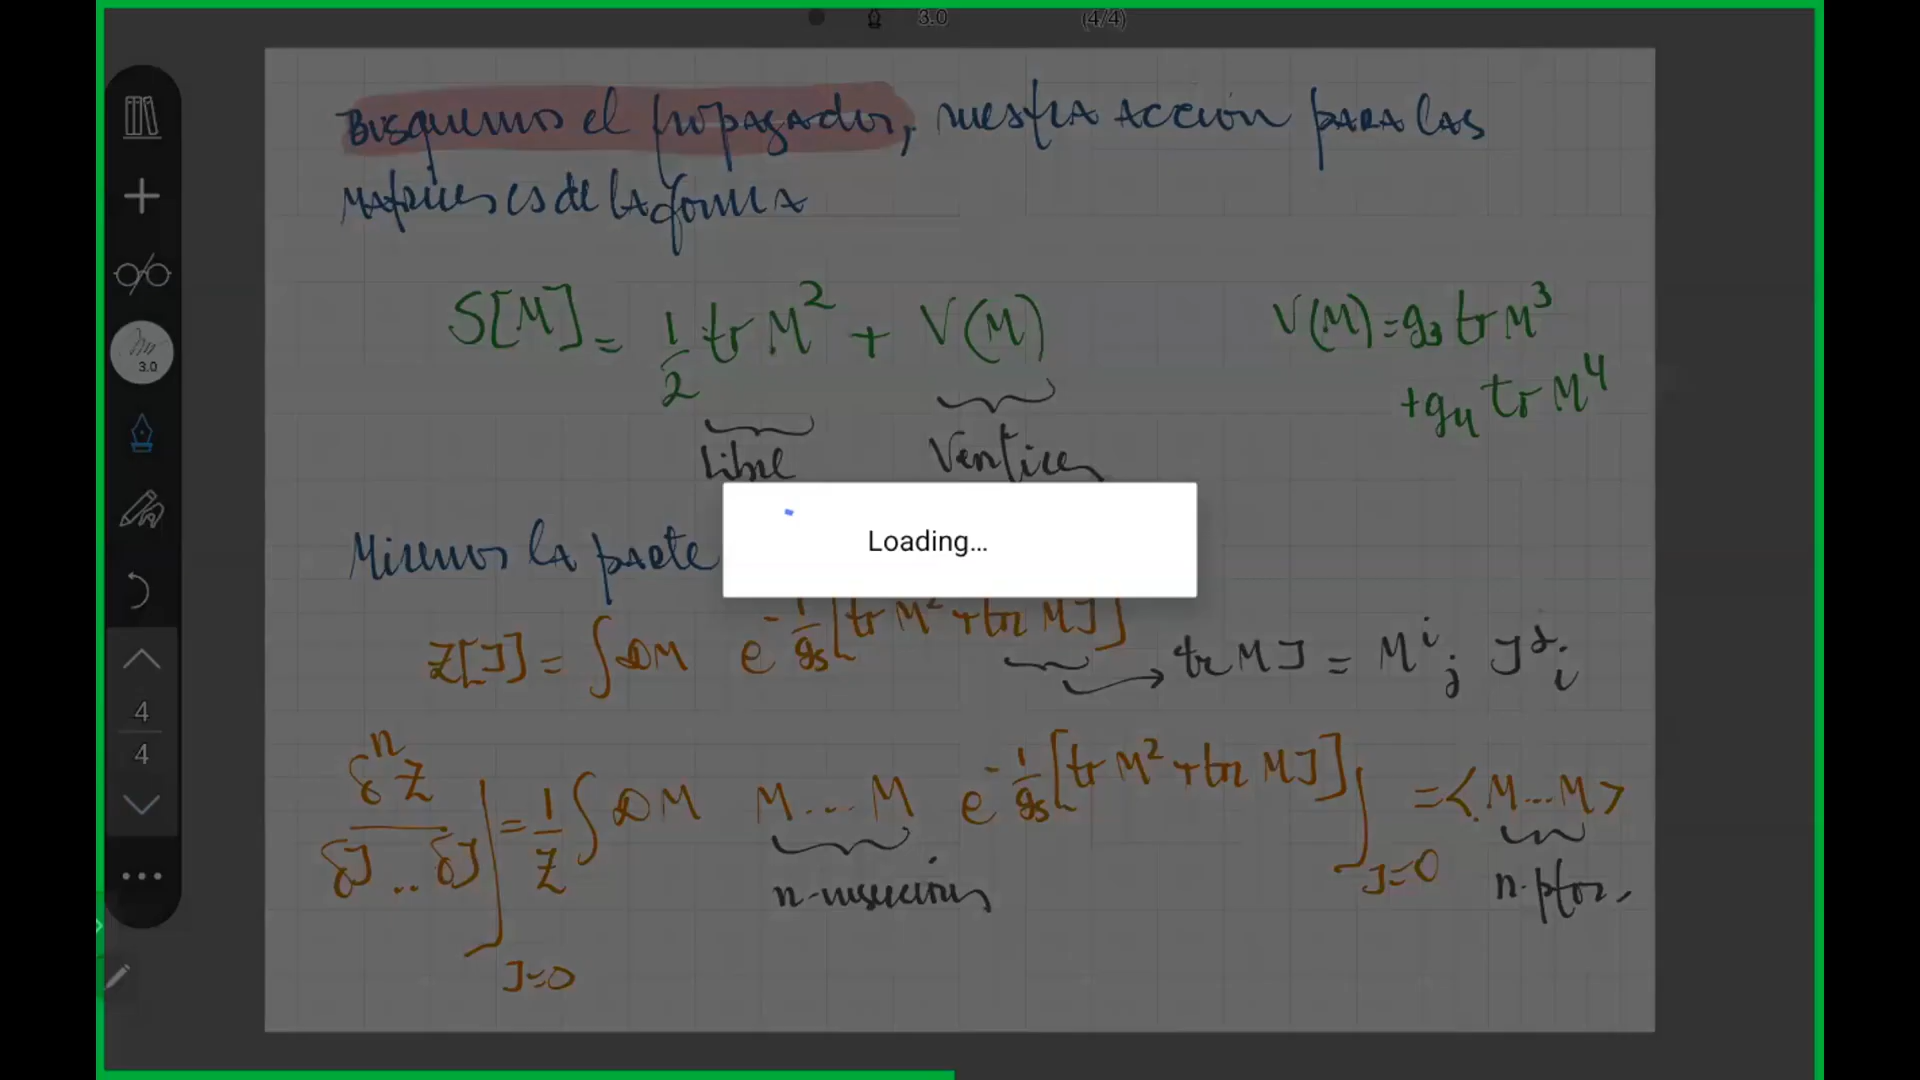 3.0 (4/4)
Busquemos el propagador, nuestra acción para las
matrices es de la forma
S[M] = 1/2 tr M² + V(M)
V(M) = g₃ tr M³
+ g₄ tr M⁴
Libre
Vertices
3.0
Loading...
Miremos la parte
Z[J] = ∫ DM e^{-1/gs [tr M² + tr MJ]} → tr MJ = Mⁱⱼ Jʲᵢ
4
4
δⁿZ / δJ...δJ |_{J=0} = 1/Z ∫ DM M...M e^{-1/gs [tr M² + tr MJ]} |_{J=0} = <M...M>
n-inserciones
n-ptos.